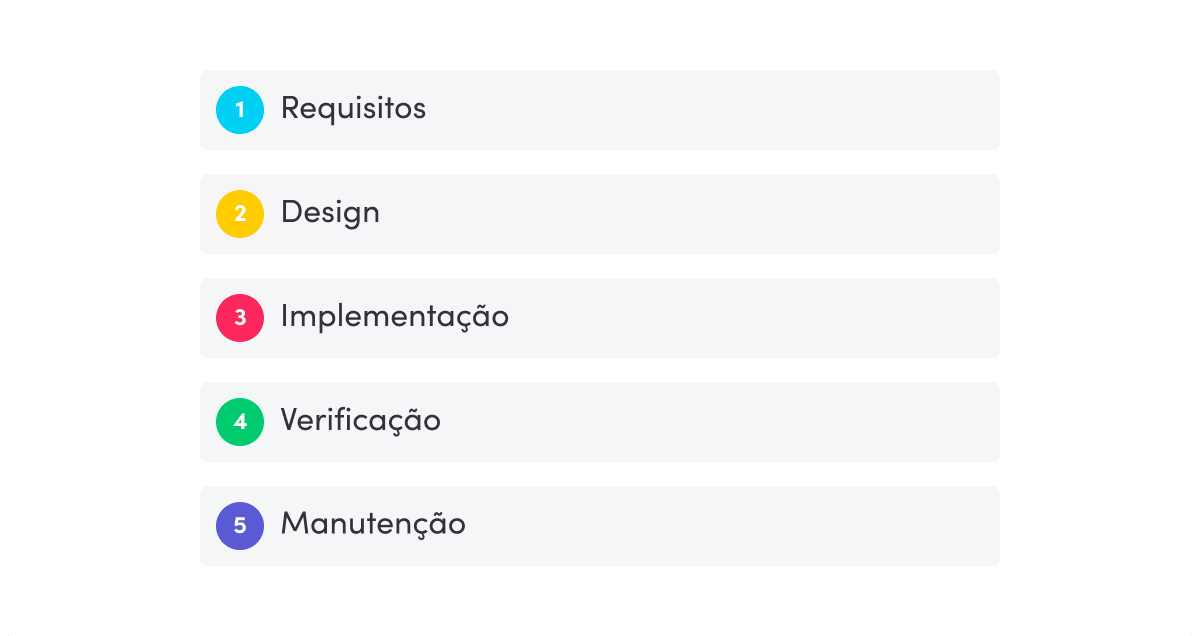 1 Requisitos
2 Design
3 Implementação
4 Verificação
5 Manutenção